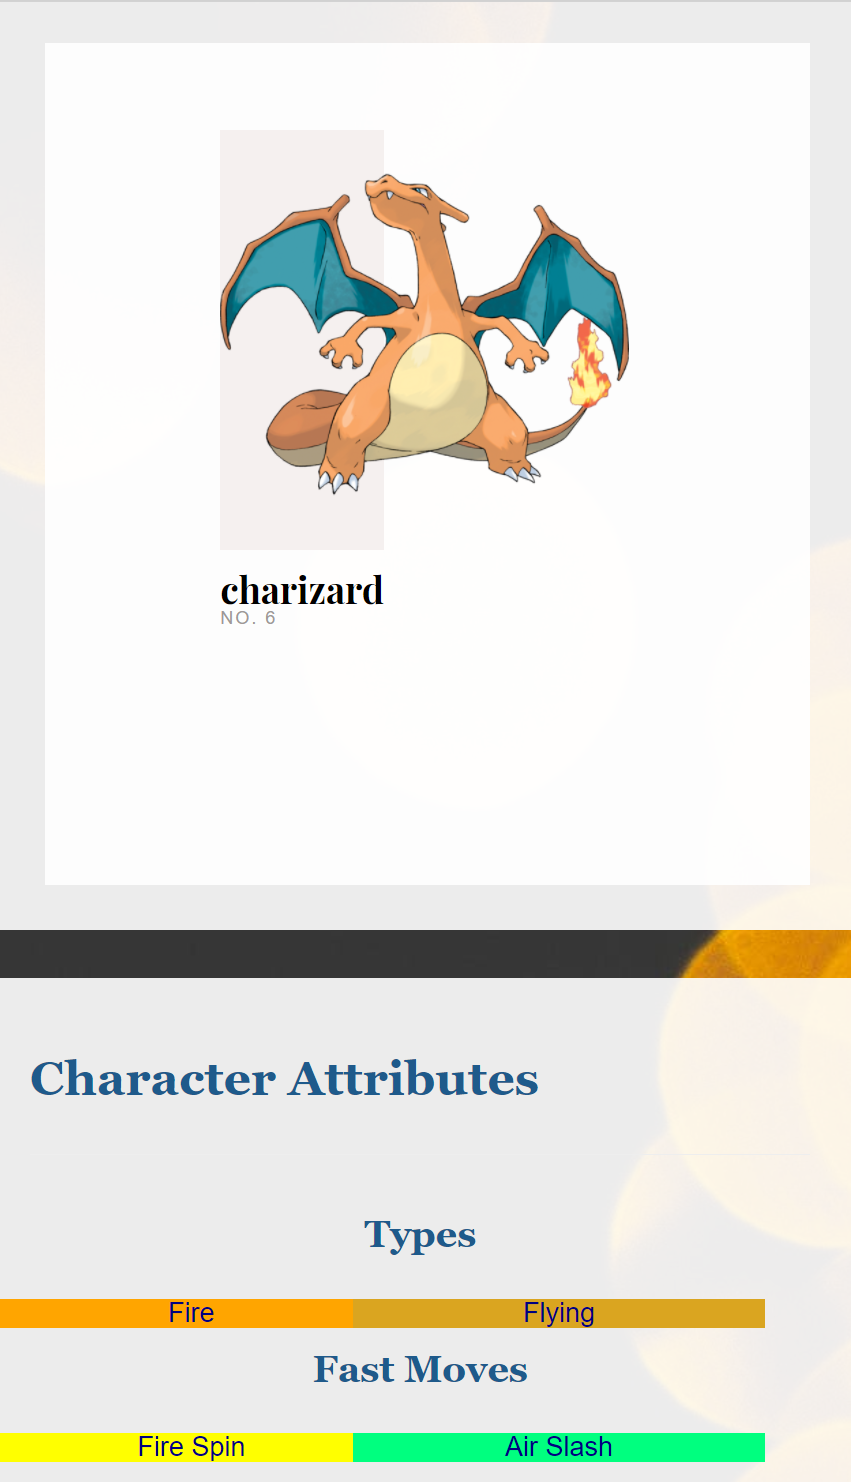 charizard
NO. 6
Character Attributes
Types
Fire Flying
Fast Moves
Fire Spin Air Slash